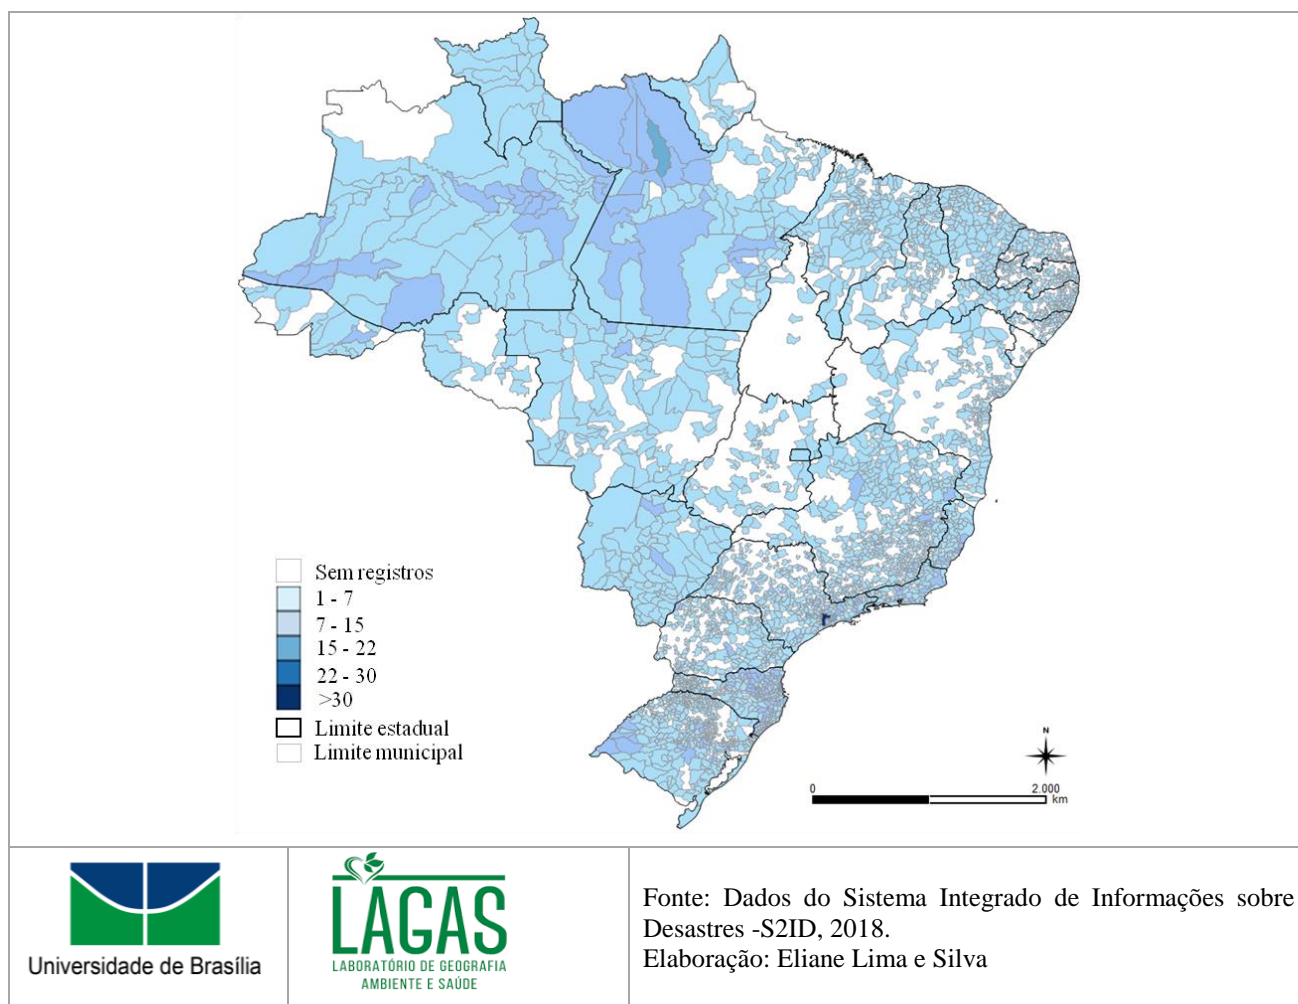 Sem registros
1 - 7
7 - 15
15 - 22
22 - 30
>30
Limite estadual
Limite municipal
N
0
2.000
km
Universidade de Brasília
LAGAS
LABORATÓRIO DE GEOGRAFIA
AMBIENTE E SAÚDE
Fonte: Dados do Sistema Integrado de Informações sobre
Desastres -S2ID, 2018.
Elaboração: Eliane Lima e Silva